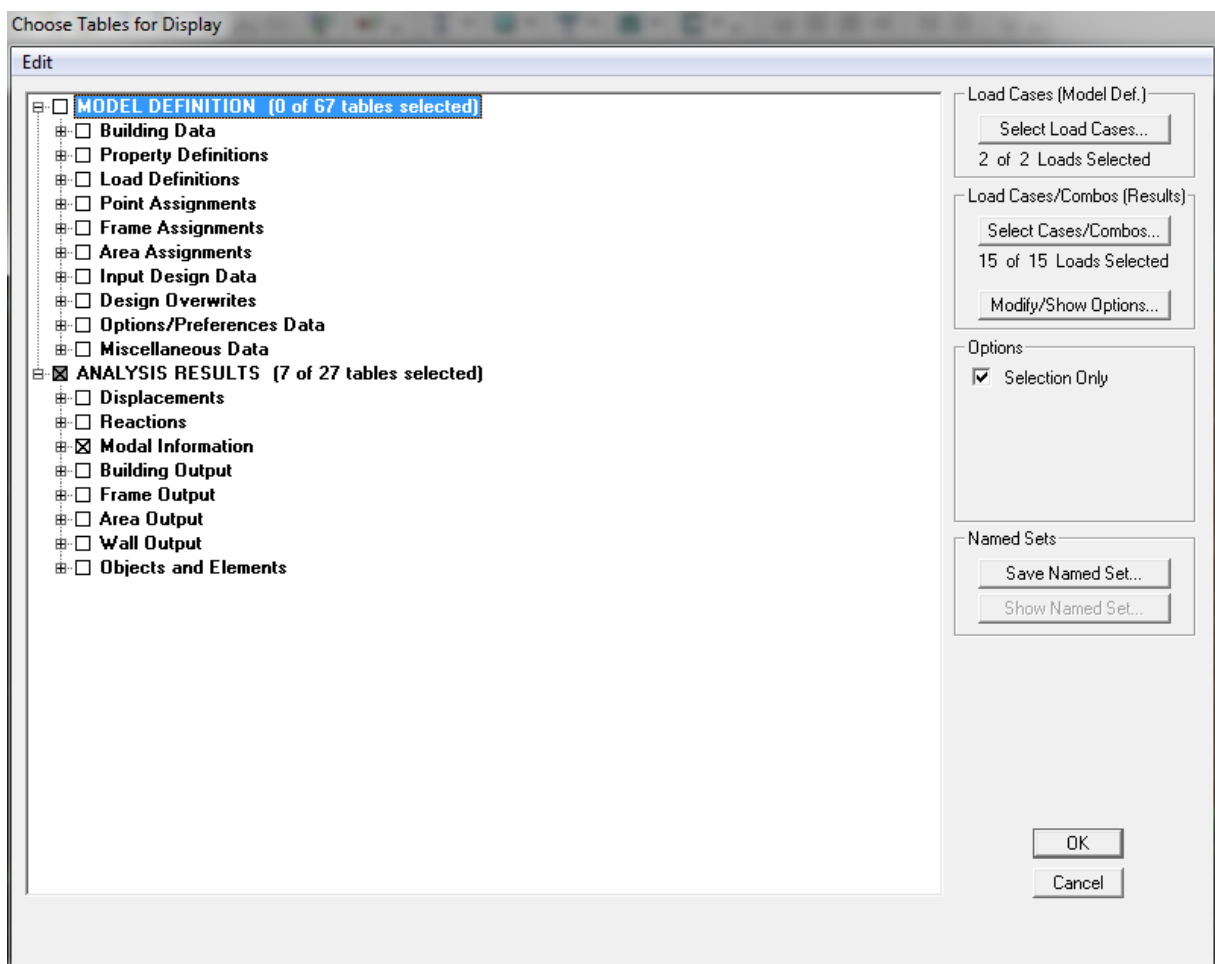 Choose Tables for Display
Edit
MODEL DEFINITION (0 of 67 tables selected)
Building Data
Property Definitions
Load Definitions
Point Assignments
Frame Assignments
Area Assignments
Input Design Data
Design Overwrites
Options/Preferences Data
Miscellaneous Data
ANALYSIS RESULTS (7 of 27 tables selected)
Displacements
Reactions
Modal Information
Building Output
Frame Output
Area Output
Wall Output
Objects and Elements
Load Cases (Model Def.)
Select Load Cases...
2 of 2 Loads Selected
Load Cases/Combos (Results)
Select Cases/Combos...
15 of 15 Loads Selected
Modify/Show Options...
Options
Selection Only
Named Sets
Save Named Set...
Show Named Set...
OK
Cancel